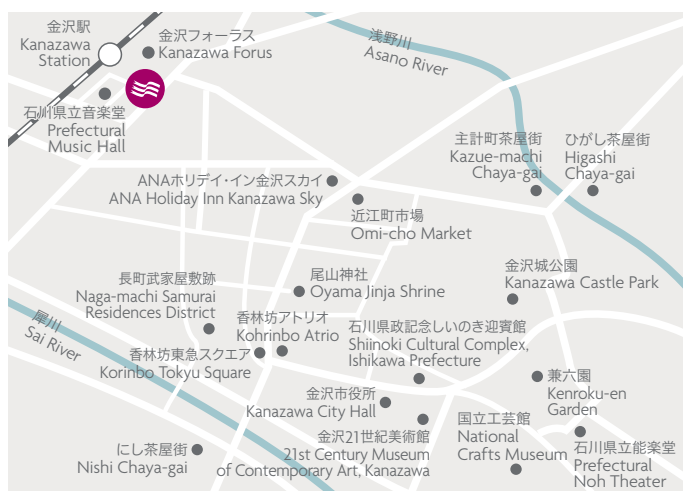 金沢駅
Kanazawa
Station
金沢フォーラス
Kanazawa Forus
浅野川
Asano River
石川県立音楽堂
Prefectural
Music Hall
主計町茶屋街
Kazue-machi
Chaya-gai
ひがし茶屋街
Higashi
Chaya-gai
ANAホリデイ・イン金沢スカイ
ANA Holiday Inn Kanazawa Sky
近江町市場
Omi-cho Market
尾山神社
Oyama Jinja Shrine
金沢城公園
Kanazawa Castle Park
長町武家屋敷跡
Naga-machi Samurai
Residences District
犀川
Sai River
香林坊アトリオ
Kohrinbo Atrio
石川県政記念しいのき迎賓館
Shiinoki Cultural Complex,
Ishikawa Prefecture
香林坊東急スクエア
Korinbo Tokyu Square
兼六園
Kenroku-en
Garden
金沢市役所
Kanazawa City Hall
金沢21世紀美術館
21st Century Museum
of Contemporary Art, Kanazawa
国立工芸館
National
Crafts Museum
石川県立能楽堂
Prefectural
Noh Theater
にし茶屋街
Nishi Chaya-gai